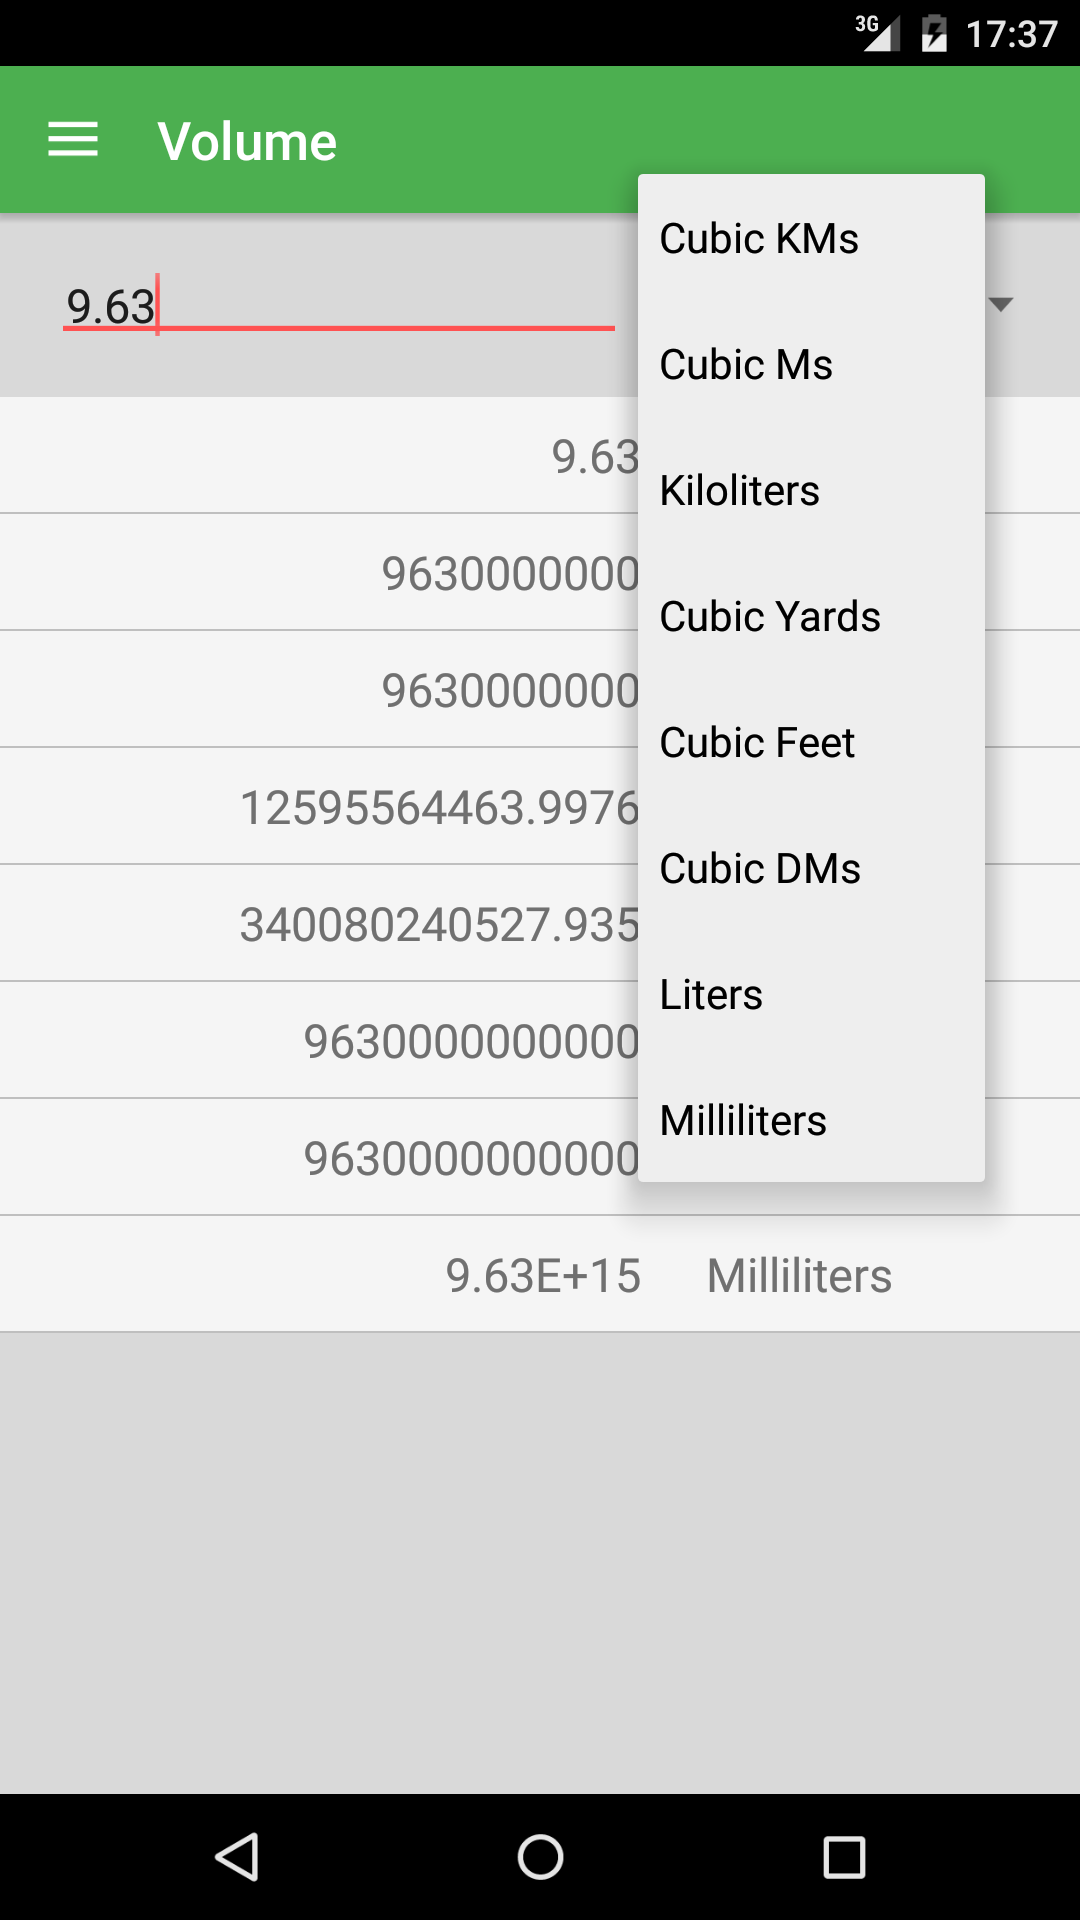 3G 17:37
Volume
Cubic KMs
9.63
Cubic Ms
9.63
Kiloliters
9630000000
Cubic Yards
9630000000
Cubic Feet
12595564463.9976
Cubic DMs
340080240527.935
Liters
9630000000000
Milliliters
9630000000000
9.63E+15 Milliliters